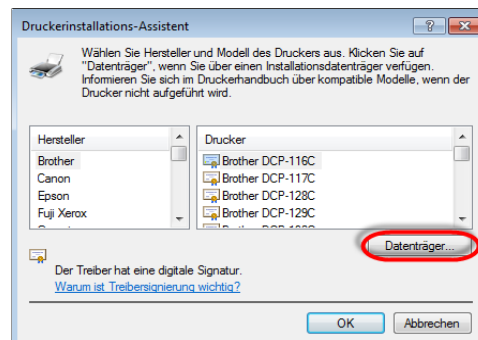 Druckerinstallations-Assistent
Wählen Sie Hersteller und Modell des Druckers aus. Klicken Sie auf
"Datenträger", wenn Sie über einen Installationsdatenträger verfügen.
Informieren Sie sich im Druckerhandbuch über kompatible Modelle, wenn der
Drucker nicht aufgeführt wird.
Hersteller
Brother
Canon
Epson
Fuji Xerox
Drucker
Brother DCP-116C
Brother DCP-117C
Brother DCP-128C
Brother DCP-129C
Datenträger...
Der Treiber hat eine digitale Signatur.
Warum ist Treibersignierung wichtig?
OK
Abbrechen